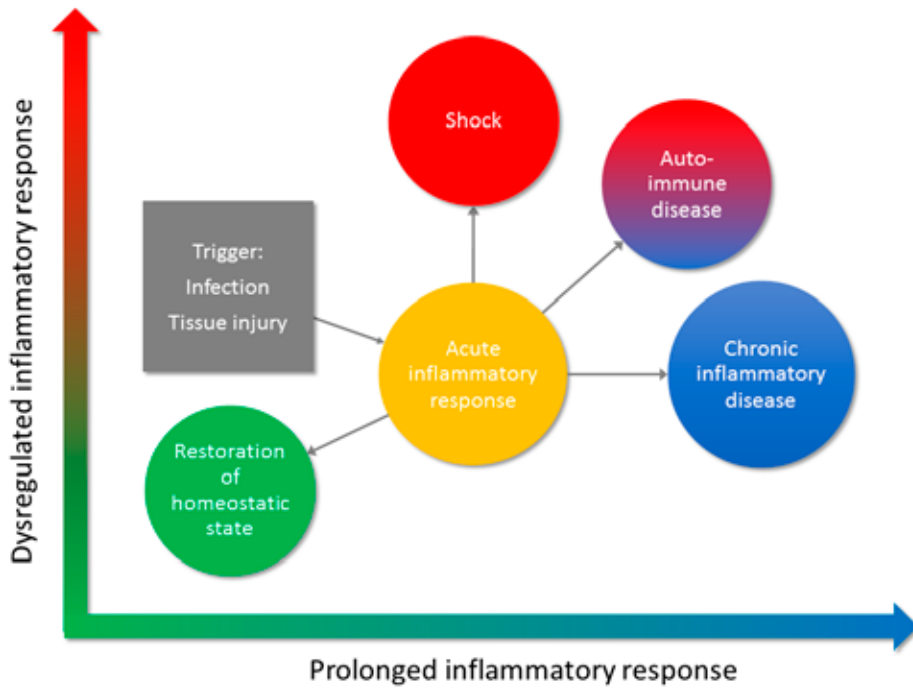 Dysregulated inflammatory response
Shock
Auto-
immune
disease
Trigger:
Infection
Tissue injury
Acute
inflammatory
response
Chronic
inflammatory
disease
Restoration
of
homeostatic
state
Prolonged inflammatory response